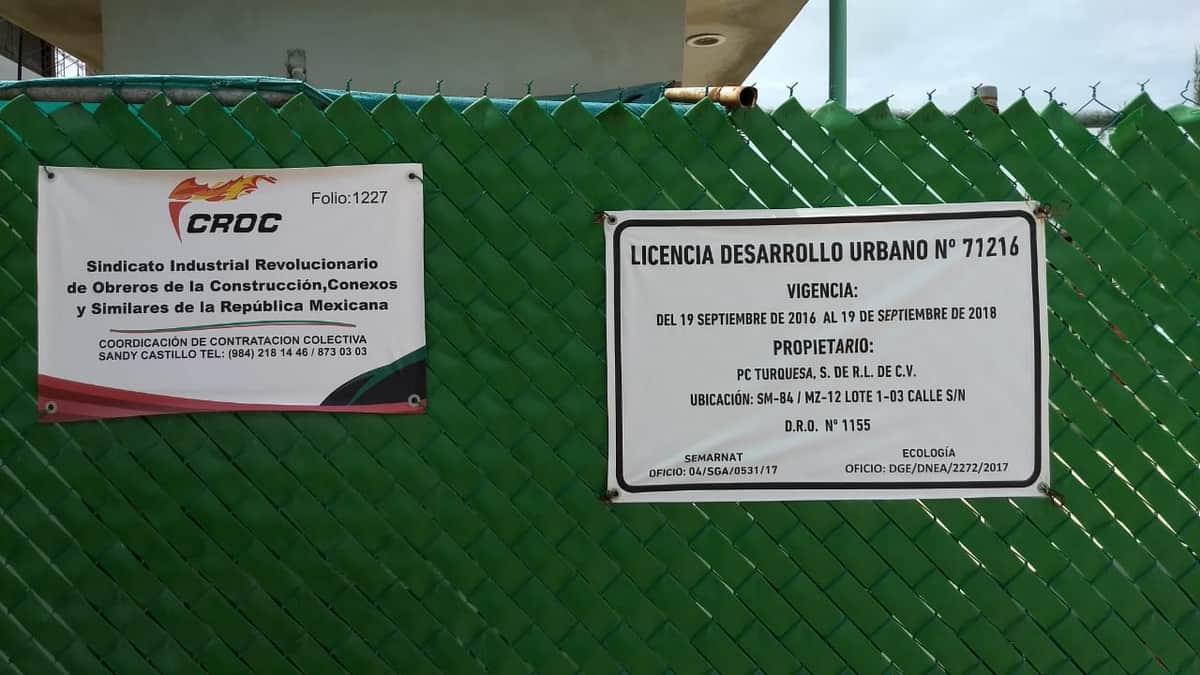 CROC
Folio:1227
Sindicato Industrial Revolucionario
de Obreros de la Construcción,Conexos
y Similares de la República Mexicana
COORDICACIÓN DE CONTRATACION COLECTIVA
SANDY CASTILLO TEL: (984) 218 14 46 / 873 03 03
LICENCIA DESARROLLO URBANO Nº 71216
VIGENCIA:
DEL 19 SEPTIEMBRE DE 2016 AL 19 DE SEPTIEMBRE DE 2018
PROPIETARIO:
PC TURQUESA, S. DE R.L. DE C.V.
UBICACIÓN: SM-84 / MZ-12 LOTE 1-03 CALLE S/N
D.R.O. Nº 1155
SEMARNAT
OFICIO: 04/SGA/0531/17
ECOLOGÍA
OFICIO: DGE/DNEA/2272/2017